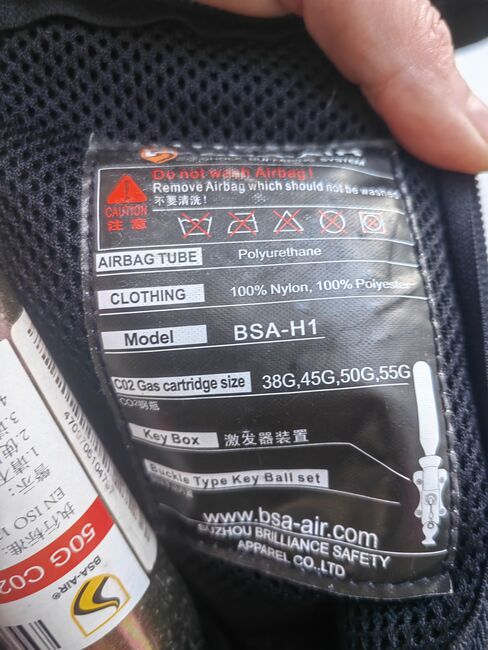 Do not wash Airbag!
Remove Airbag which should not be washed
不要清洗!
CAUTION
注意
AIRBAG TUBE Polyurethane
CLOTHING 100% Nylon, 100% Polyester
Model BSA-H1
CO2 Gas cartridge size 38G,45G,50G,55G
CO2钢瓶
Key Box 激发器装置
Buckle Type Key Ball set
www.bsa-air.com
SUZHOU BRILLIANCE SAFETY
APPAREL CO.,LTD
警示:
执行标准:
EN ISO
50G CO2
BSA-AIR®